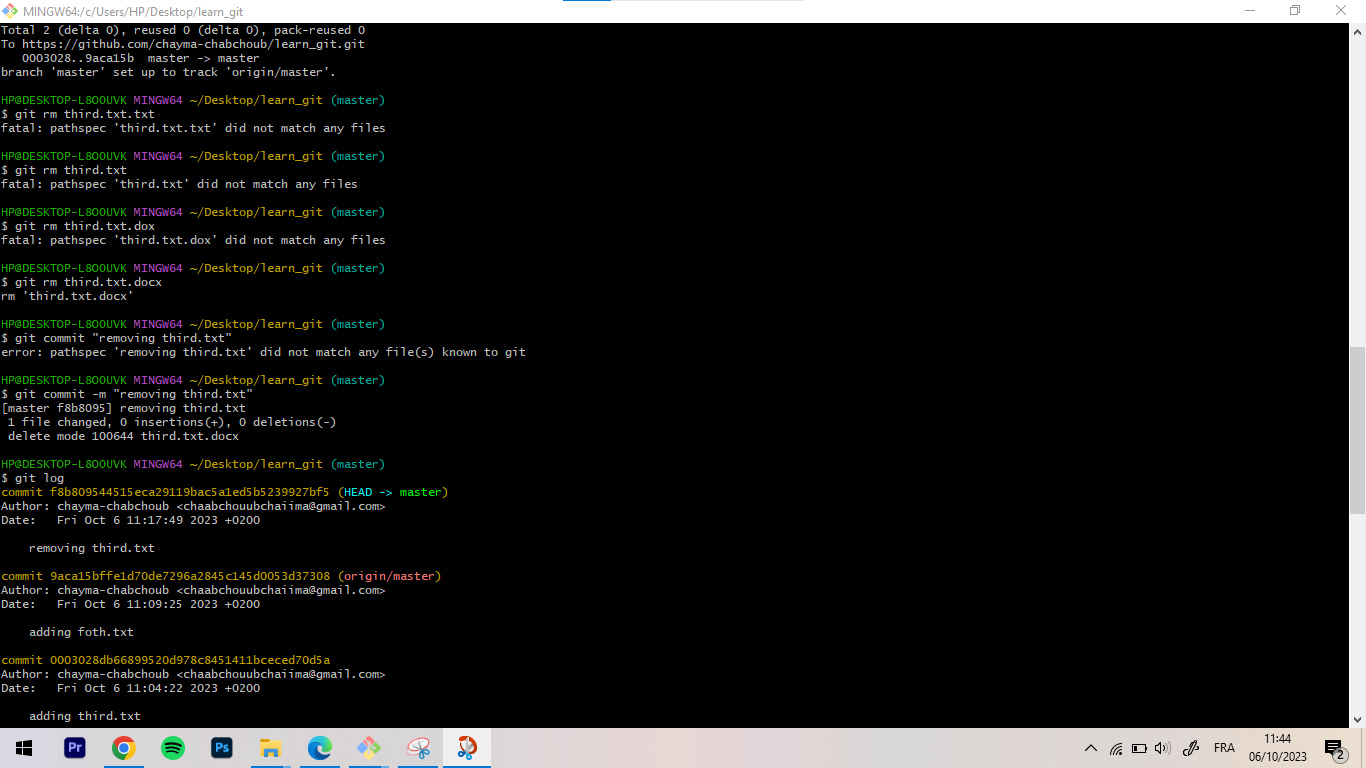 MINGW64:/c/Users/HP/Desktop/learn_git
Total 2 (delta 0), reused 0 (delta 0), pack-reused 0
To https://github.com/chayma-chabchoub/learn_git.git
   0003028..9aca15b  master -> master
branch 'master' set up to track 'origin/master'.
HP@DESKTOP-L8OOUVK MINGW64 ~/Desktop/learn_git (master)
$ git rm third.txt.txt
fatal: pathspec 'third.txt.txt' did not match any files
HP@DESKTOP-L8OOUVK MINGW64 ~/Desktop/learn_git (master)
$ git rm third.txt
fatal: pathspec 'third.txt' did not match any files
HP@DESKTOP-L8OOUVK MINGW64 ~/Desktop/learn_git (master)
$ git rm third.txt.dox
fatal: pathspec 'third.txt.dox' did not match any files
HP@DESKTOP-L8OOUVK MINGW64 ~/Desktop/learn_git (master)
$ git rm third.txt.docx
rm 'third.txt.docx'
HP@DESKTOP-L8OOUVK MINGW64 ~/Desktop/learn_git (master)
$ git commit "removing third.txt"
error: pathspec 'removing third.txt' did not match any file(s) known to git
HP@DESKTOP-L8OOUVK MINGW64 ~/Desktop/learn_git (master)
$ git commit -m "removing third.txt"
[master f8b8095] removing third.txt
 1 file changed, 0 insertions(+), 0 deletions(-)
 delete mode 100644 third.txt.docx
HP@DESKTOP-L8OOUVK MINGW64 ~/Desktop/learn_git (master)
$ git log
commit f8b809544515eca29119bac5a1ed5b5239927bf5 (HEAD -> master)
Author: chayma-chabchoub <chaabchouubchaiima@gmail.com>
Date:   Fri Oct 6 11:17:49 2023 +0200
    removing third.txt
commit 9aca15bffe1d70de7296a2845c145d0053d37308 (origin/master)
Author: chayma-chabchoub <chaabchouubchaiima@gmail.com>
Date:   Fri Oct 6 11:09:25 2023 +0200
    adding foth.txt
commit 0003028db66899520d978c8451411bceced70d5a
Author: chayma-chabchoub <chaabchouubchaiima@gmail.com>
Date:   Fri Oct 6 11:04:22 2023 +0200
    adding third.txt
Pr
Ps
FRA
11:44
06/10/2023
2